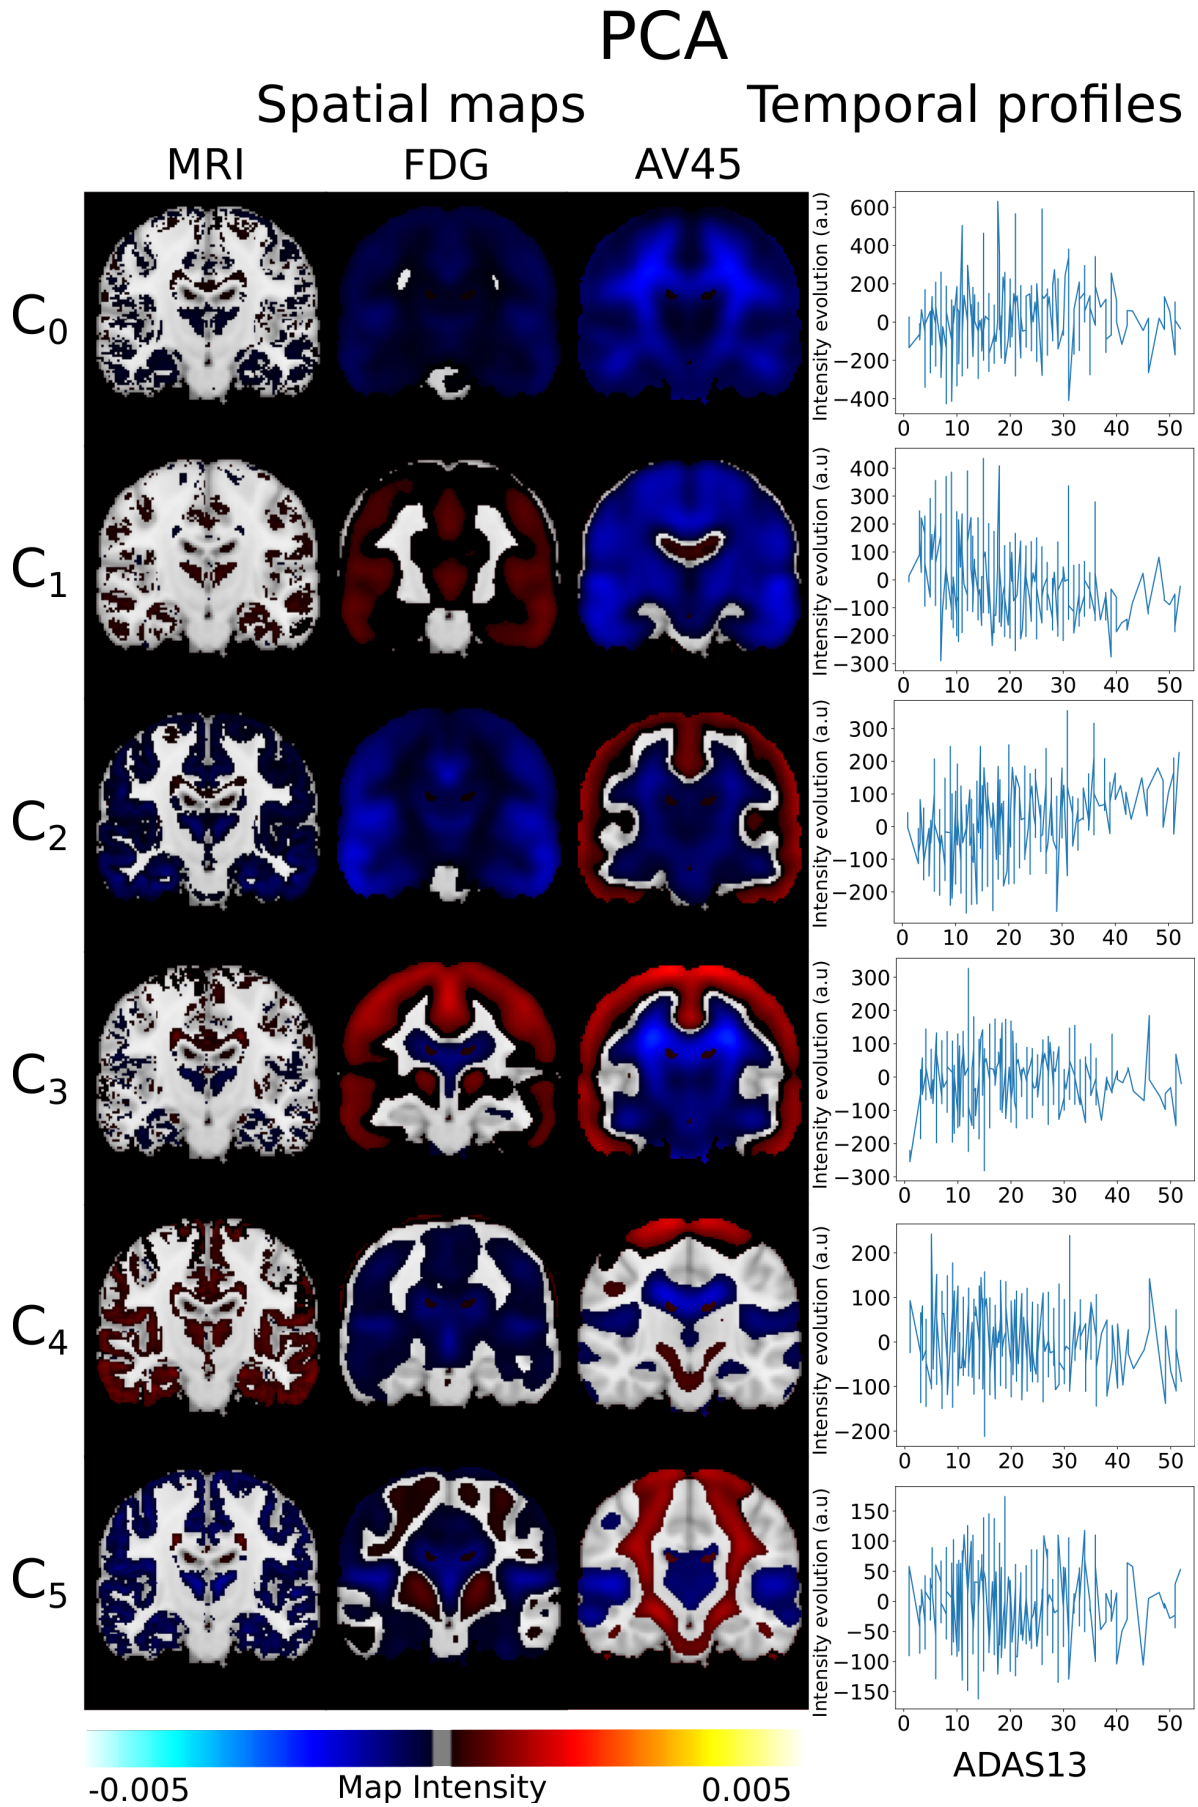 PCA
Spatial maps Temporal profiles
MRI FDG AV45
C0
Intensity evolution (a.u)
600
400
200
0
−200
−400
0 10 20 30 40 50
C1
Intensity evolution (a.u)
400
300
200
100
0
−100
−200
−300
0 10 20 30 40 50
C2
Intensity evolution (a.u)
300
200
100
0
−100
−200
0 10 20 30 40 50
C3
Intensity evolution (a.u)
300
200
100
0
−100
−200
−300
0 10 20 30 40 50
C4
Intensity evolution (a.u)
200
100
0
−100
−200
0 10 20 30 40 50
C5
Intensity evolution (a.u)
150
100
50
0
−50
−100
−150
0 10 20 30 40 50
ADAS13
-0.005 Map Intensity 0.005